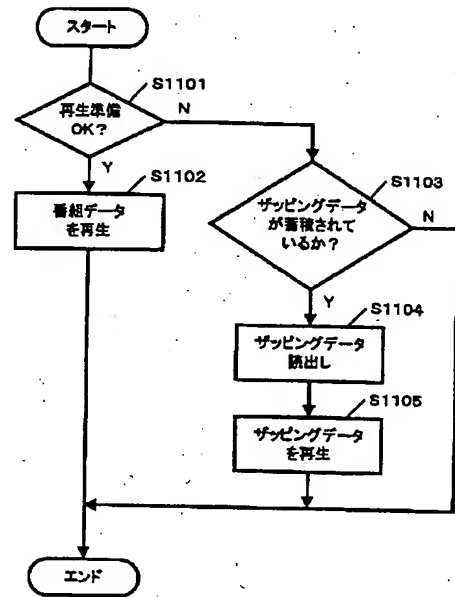 スタート
S1101
再生準備
OK?
N
Y
S1102
番組データ
を再生
S1103
ザッピングデータ
が蓄積されて
いるか?
N
Y
S1104
ザッピングデータ
読出し
S1105
ザッピングデータ
を再生
エンド